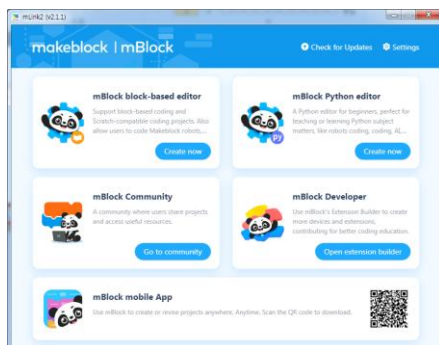 mLink2 (v2.1.1)
makeblock | mBlock
Check for Updates
Settings
mBlock block-based editor
Support block-based coding and
Scratch-compatible coding projects. Also
allow users to code Makeblock robots,...
Create now
mBlock Python editor
A Python editor for beginners, perfect for
teaching or learning Python subject
matters, like robots coding, coding, AI,...
Py
Create now
mBlock Community
A community where users share projects
and access useful resources.
Go to community
mBlock Developer
Use mBlock's Extension Builder to create
more devices and extensions,
contributing for better coding education.
Open extension builder
mBlock mobile App
Use mBlock to create or reuse projects anywhere, Anytime. Scan the QR code to download.